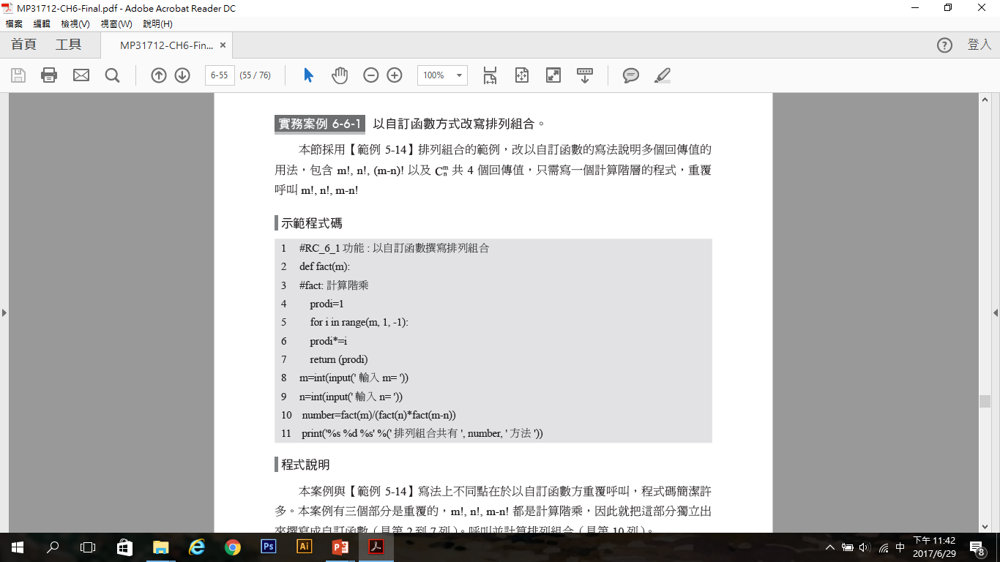 MP31712-CH6-Final.pdf - Adobe Acrobat Reader DC
檔案 編輯 檢視(V) 視窗(W) 說明(H)
首頁 工具 MP31712-CH6-Fin... × 登入
6-55 (55 / 76) 100%
實務案例 6-6-1 以自訂函數方式改寫排列組合。
本節採用【範例 5-14】排列組合的範例，改以自訂函數的寫法說明多個回傳值的
用法，包含 m!, n!, (m-n)! 以及 Cₙᵐ 共 4 個回傳值，只需寫一個計算階層的程式，重覆
呼叫 m!, n!, m-n!
示範程式碼
1 #RC_6_1 功能 : 以自訂函數撰寫排列組合
2 def fact(m):
3 #fact: 計算階乘
4 prodi=1
5 for i in range(m, 1, -1):
6 prodi*=i
7 return (prodi)
8 m=int(input(' 輸入 m= '))
9 n=int(input(' 輸入 n= '))
10 number=fact(m)/(fact(n)*fact(m-n))
11 print('%s %d %s' %(' 排列組合共有 ', number, ' 方法 '))
程式說明
本案例與【範例 5-14】寫法上不同點在於以自訂函數方重覆呼叫，程式碼簡潔許
多。本案例有三個部分是重覆的，m!, n!, m-n! 都是計算階乘，因此就把這部分獨立出
來撰寫成自訂函數（見第 2 到 7 列）。呼叫並計算排列組合（見第 10 列）。
Ps Ai 中 下午 11:42
2017/6/29 8